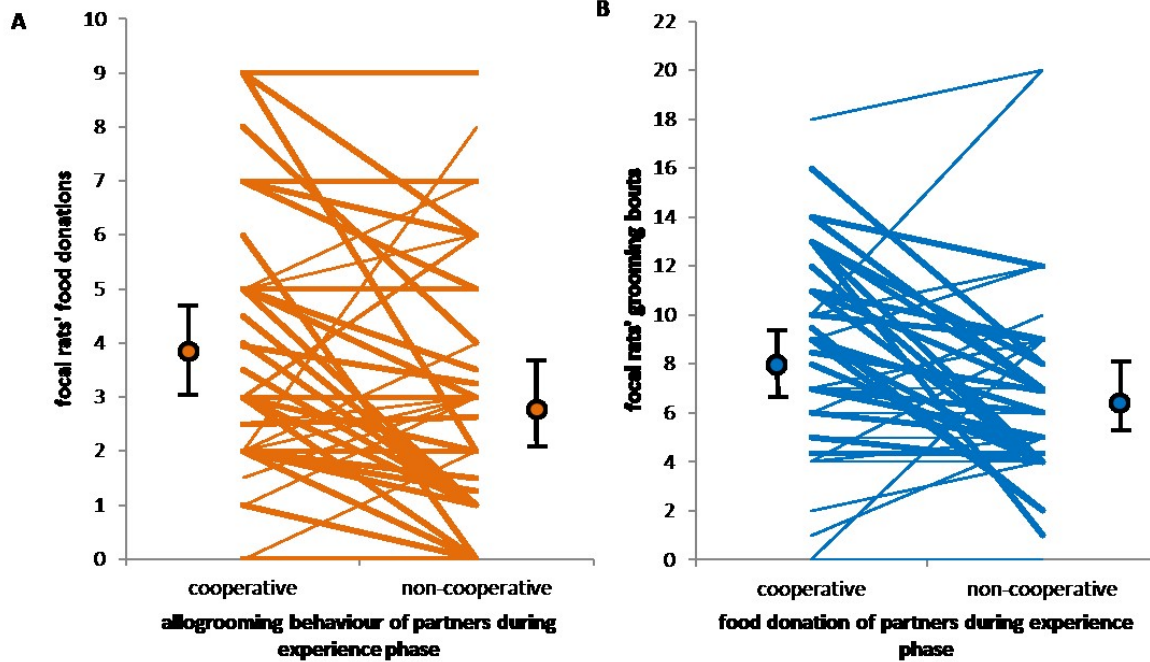 A
10
9
8
7
6
5
4
3
2
1
0
focal rats' food donations
cooperative
non-cooperative
allogrooming behaviour of partners during
experience phase
B
22
20
18
16
14
12
10
8
6
4
2
0
focal rats' grooming bouts
cooperative
non-cooperative
food donation of partners during experience
phase